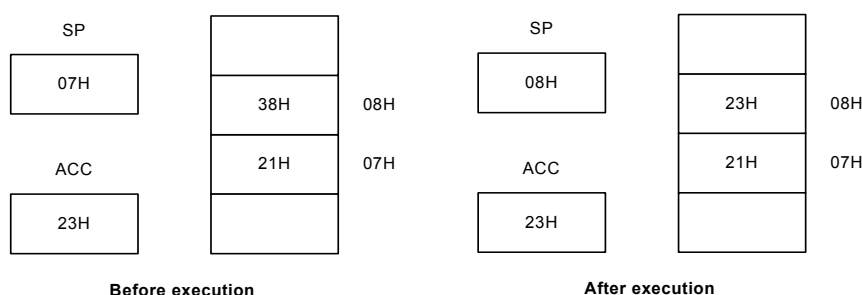 SP
07H
38H 08H
21H 07H
ACC
23H
Before execution
SP
08H
23H 08H
21H 07H
ACC
23H
After execution